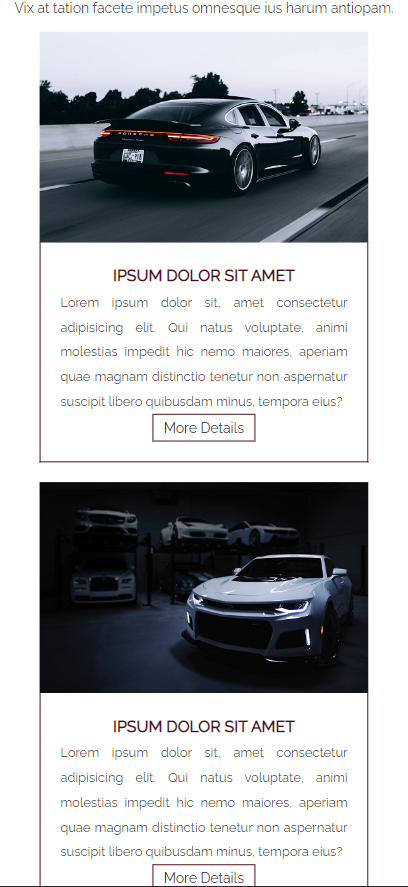 Vix at tation facete impetus omnesque ius harum antiopam.
PORSCHE
IPSUM DOLOR SIT AMET
Lorem ipsum dolor sit, amet consectetur
adipisicing elit. Qui natus voluptate, animi
molestias impedit hic nemo maiores, aperiam
quae magnam distinctio tenetur non aspernatur
suscipit libero quibusdam minus, tempora eius?
More Details
IPSUM DOLOR SIT AMET
Lorem ipsum dolor sit, amet consectetur
adipisicing elit. Qui natus voluptate, animi
molestias impedit hic nemo maiores, aperiam
quae magnam distinctio tenetur non aspernatur
suscipit libero quibusdam minus, tempora eius?
More Details